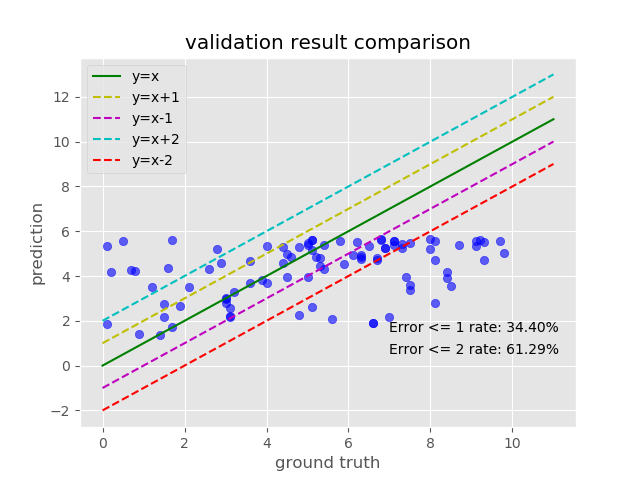 validation result comparison
y=x
y=x+1
y=x-1
y=x+2
y=x-2
12
10
8
6
4
2
0
−2
prediction
Error <= 1 rate: 34.40%
Error <= 2 rate: 61.29%
0 2 4 6 8 10
ground truth